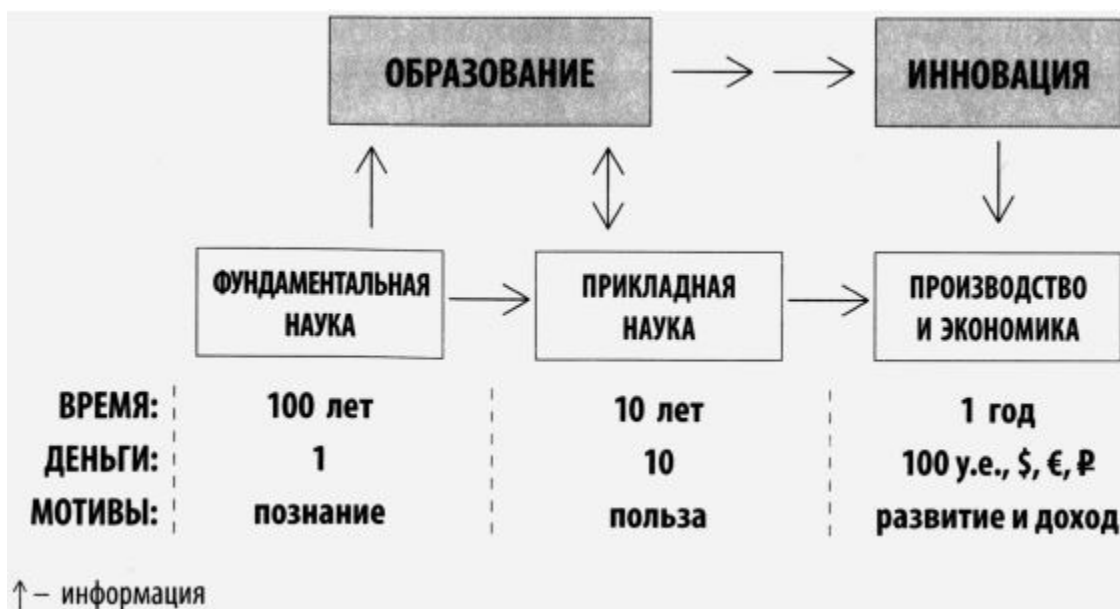 ОБРАЗОВАНИЕ
ИННОВАЦИЯ
ФУНДАМЕНТАЛЬНАЯ
НАУКА
ПРИКЛАДНАЯ
НАУКА
ПРОИЗВОДСТВО
И ЭКОНОМИКА
ВРЕМЯ: 100 лет 10 лет 1 год
ДЕНЬГИ: 1 10 100 у.е., $, €, ₽
МОТИВЫ: познание польза развитие и доход
↑ – информация